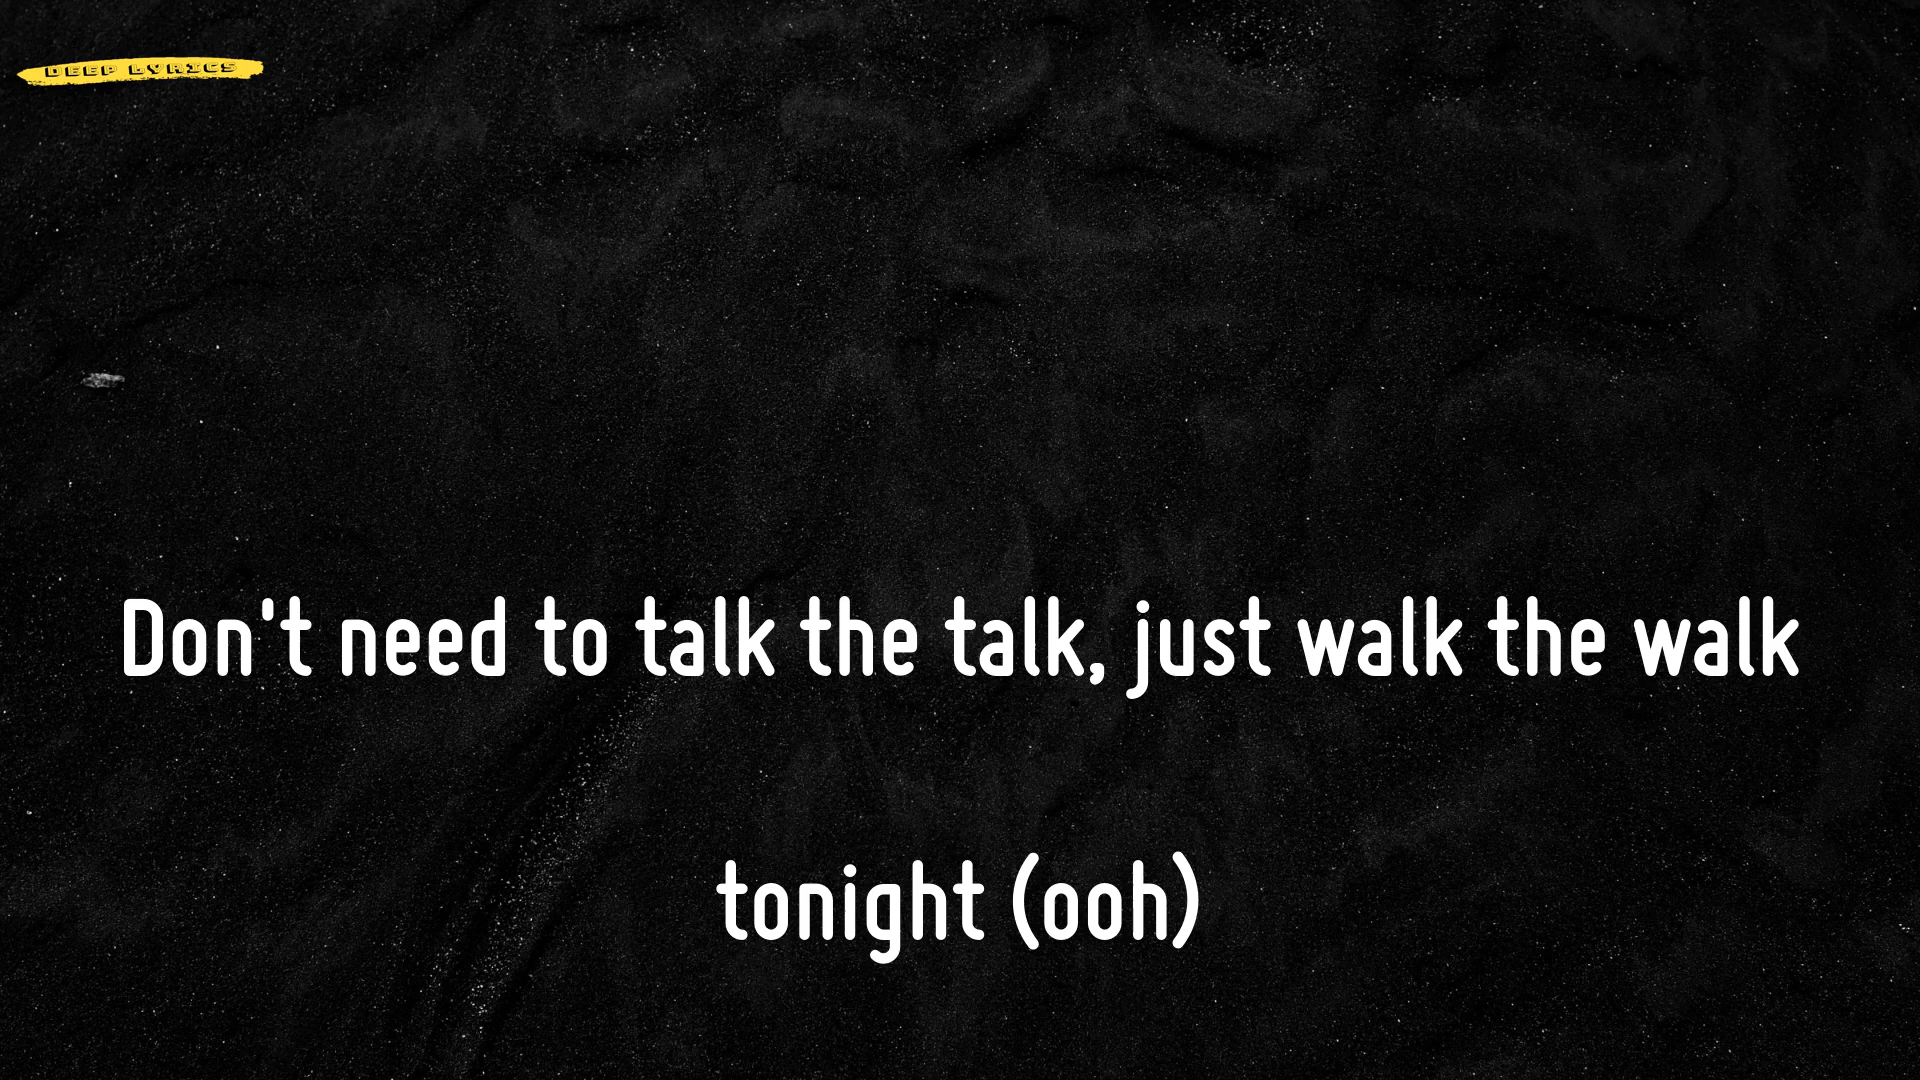 DEEP LYRICS
Don't need to talk the talk, just walk the walk
tonight (ooh)